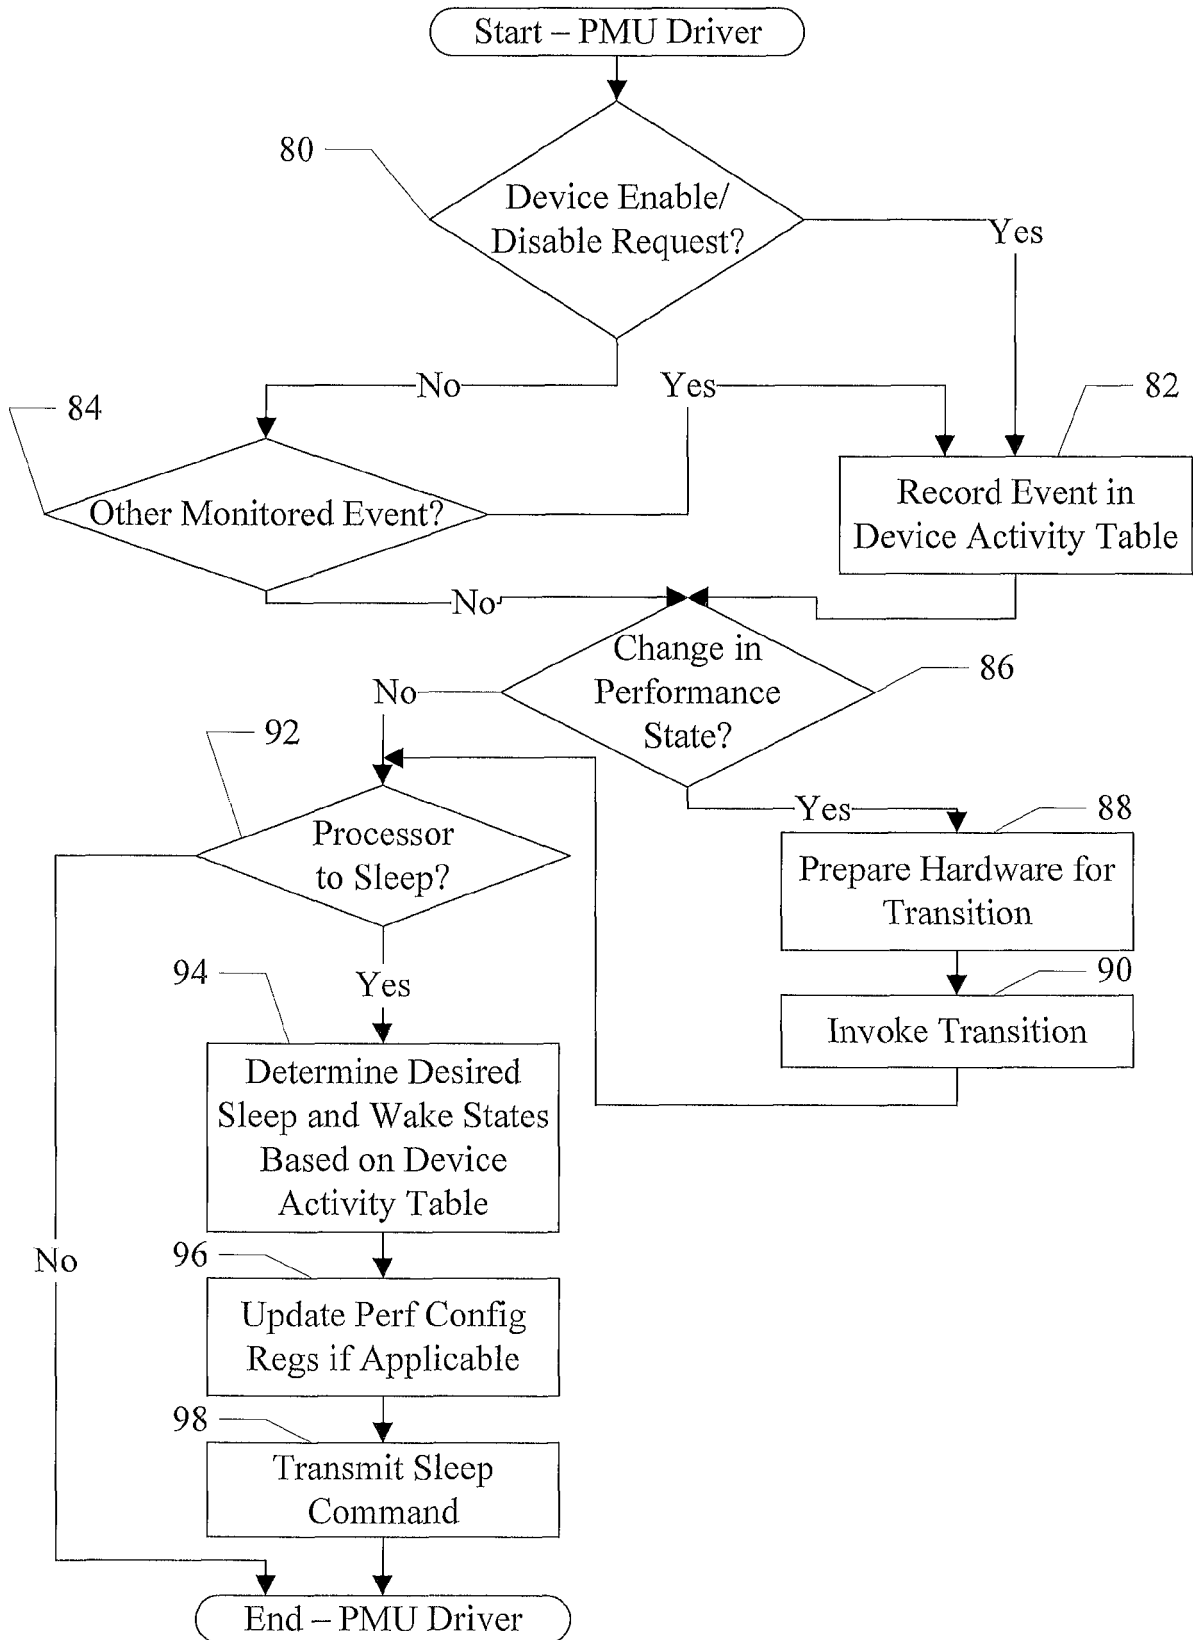 Start – PMU Driver
80
Device Enable/
Disable Request?
Yes
No
Yes
82
84
Other Monitored Event?
Record Event in
Device Activity Table
No
Change in
Performance
State?
86
No
92
Yes
88
Processor
to Sleep?
Prepare Hardware for
Transition
94
Yes
90
Invoke Transition
Determine Desired
Sleep and Wake States
Based on Device
Activity Table
No
96
Update Perf Config
Regs if Applicable
98
Transmit Sleep
Command
End – PMU Driver